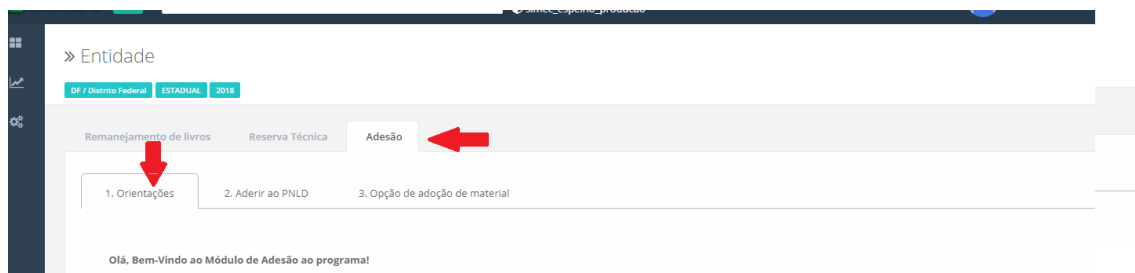 simec_espelho_producao
» Entidade
DF / Distrito Federal ESTADUAL 2018
Remanejamento de livros Reserva Técnica Adesão
1. Orientações 2. Aderir ao PNLD 3. Opção de adoção de material
Olá, Bem-Vindo ao Módulo de Adesão ao programa!